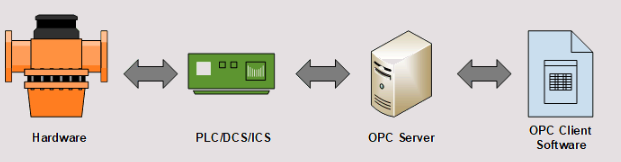 Hardware
PLC/DCS/ICS
OPC Server
OPC Client
Software